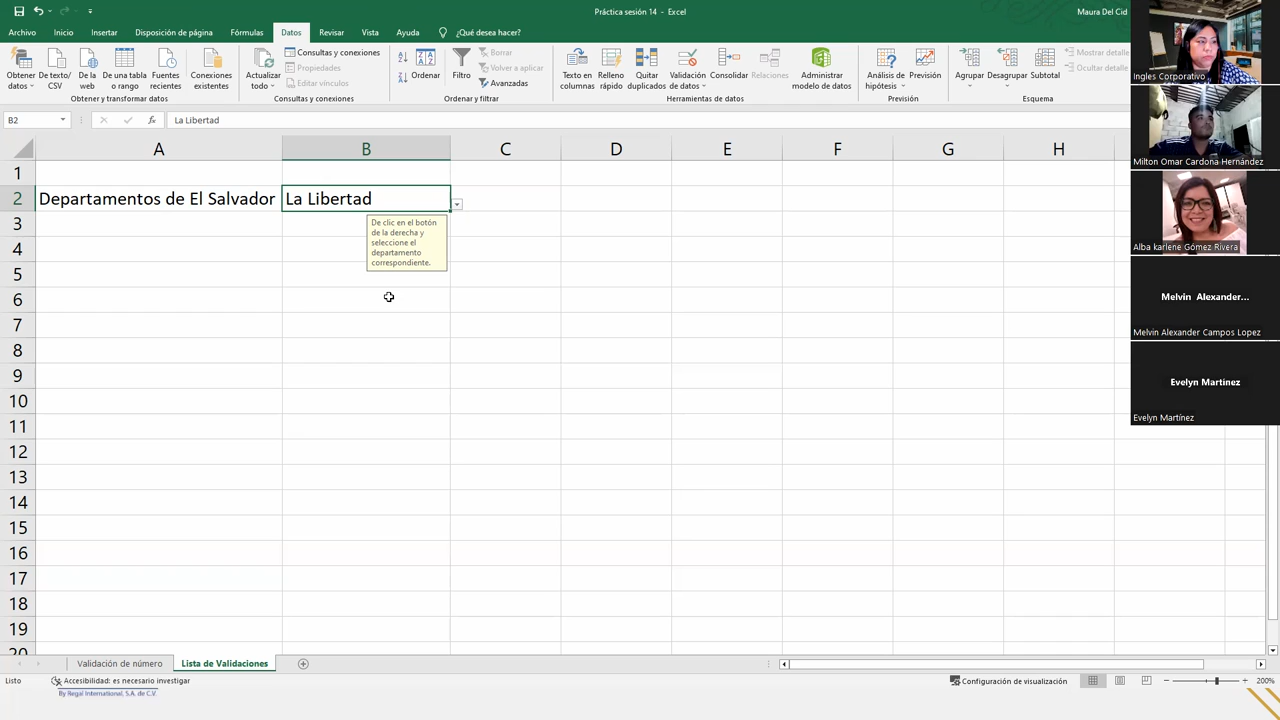 Práctica sesión 14 - Excel
Maura Del Cid
Archivo Inicio Insertar Disposición de página Fórmulas Datos Revisar Vista Ayuda ¿Qué desea hacer?
Obtener datos
De texto/ CSV
De la web
De una tabla o rango
Fuentes recientes
Conexiones existentes
Obtener y transformar datos
Actualizar todo
Consultas y conexiones
Propiedades
Editar vínculos
Consultas y conexiones
Ordenar
Filtro
Borrar
Volver a aplicar
Avanzadas
Ordenar y filtrar
Texto en columnas
Relleno rápido
Quitar duplicados
Validación de datos
Consolidar
Relaciones
Administrar modelo de datos
Herramientas de datos
Análisis de hipótesis
Previsión
Previsión
Agrupar
Desagrupar
Subtotal
Mostrar detalle
Ocultar detalle
Esquema
B2
fx
La Libertad
A B C D E F G H
1
2 Departamentos de El Salvador La Libertad
3
De clic en el botón
de la derecha y
seleccione el
departamento
correspondiente.
4
5
6
7
8
9
10
11
12
13
14
15
16
17
18
19
20
Ingles Corporativo
Milton Omar Cardona Hernández
Alba karlene Gómez Rivera
Melvin Alexander...
Melvin Alexander Campos Lopez
Evelyn Martinez
Evelyn Martínez
Validación de número Lista de Validaciones
Listo Accesibilidad: es necesario investigar Configuración de visualización 200%
By Regal International, S.A. de C.V.